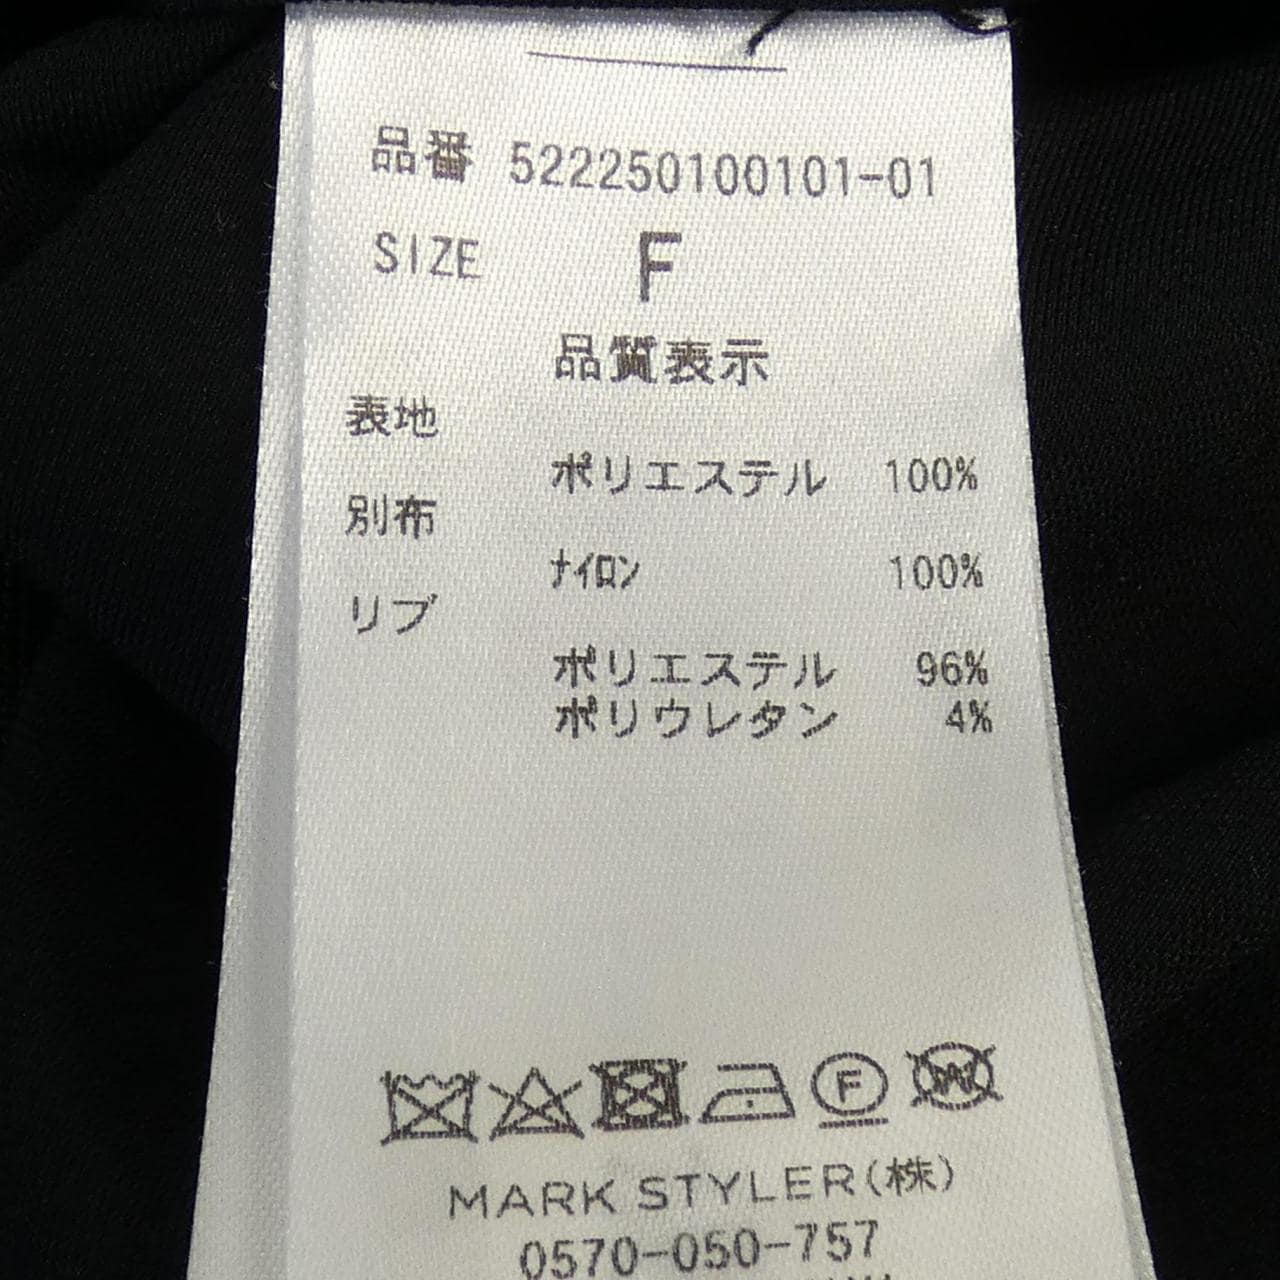 品番 522250100101-01
SIZE F
品質表示
表地
ポリエステル 100%
別布
ナイロン 100%
リブ
ポリエステル 96%
ポリウレタン 4%
F W
MARK STYLER(株)
0570-050-757